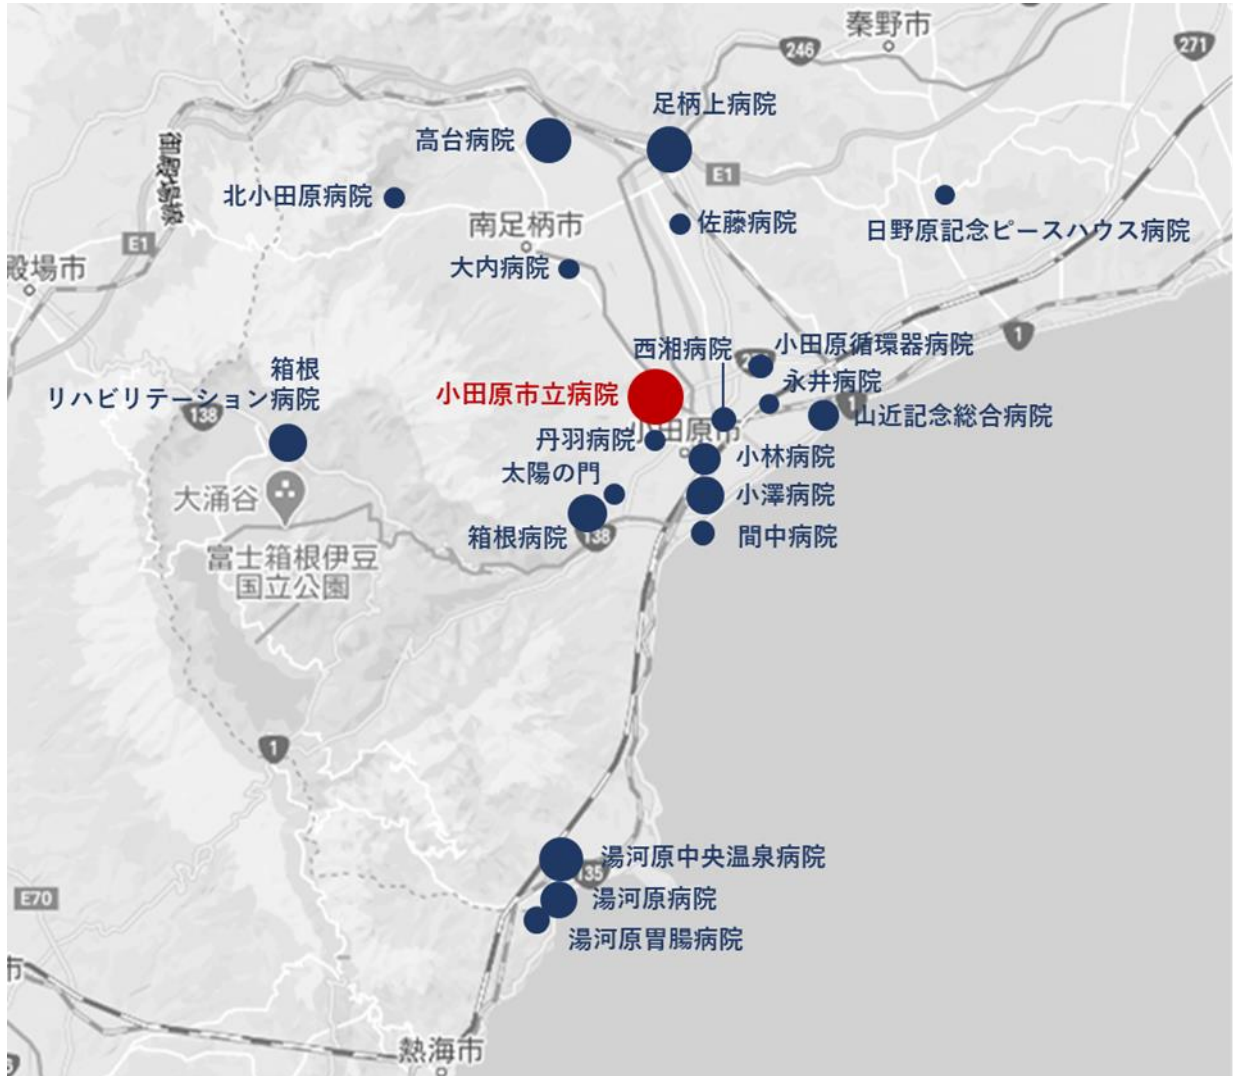 秦野市
246
271
足柄上病院
高台病院
御殿場線
E1
北小田原病院
日野原記念ピースハウス病院
南足柄市
佐藤病院
E1
殿場市
大内病院
1
小田原循環器病院
西湘病院
箱根
リハビリテーション病院
永井病院
小田原市立病院
1
山近記念総合病院
138
丹羽病院
小田原市
小林病院
太陽の門
大涌谷
小澤病院
箱根病院
138
間中病院
富士箱根伊豆
国立公園
1
湯河原中央温泉病院
135
E70
湯河原病院
湯河原胃腸病院
市
熱海市